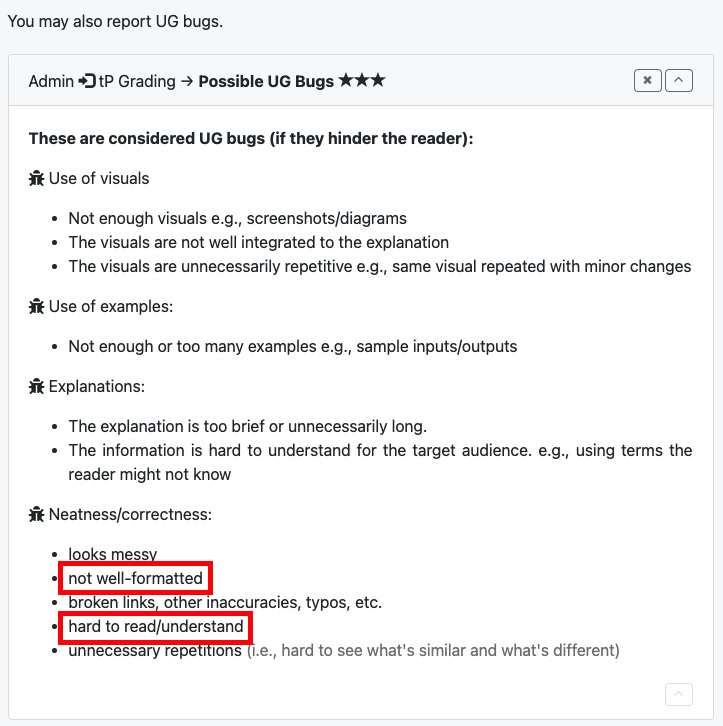 You may also report UG bugs.
Admin tP Grading → Possible UG Bugs ★★★
These are considered UG bugs (if they hinder the reader):
Use of visuals
• Not enough visuals e.g., screenshots/diagrams
• The visuals are not well integrated to the explanation
• The visuals are unnecessarily repetitive e.g., same visual repeated with minor changes
Use of examples:
• Not enough or too many examples e.g., sample inputs/outputs
Explanations:
• The explanation is too brief or unnecessarily long.
• The information is hard to understand for the target audience. e.g., using terms the
reader might not know
Neatness/correctness:
• looks messy
• not well-formatted
• broken links, other inaccuracies, typos, etc.
• hard to read/understand
• unnecessary repetitions (i.e., hard to see what's similar and what's different)